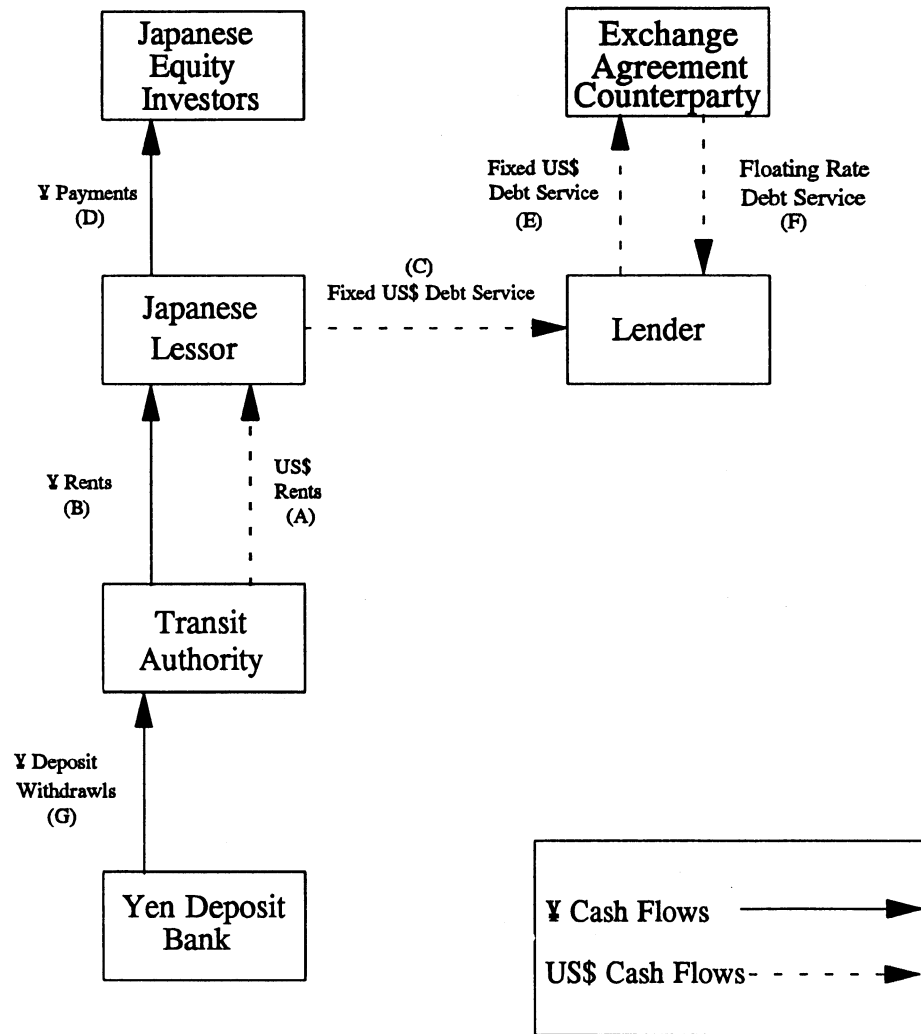 Japanese
Equity
Investors
Exchange
Agreement
Counterparty
¥ Payments
(D)
Fixed US$
Debt Service
(E)
Floating Rate
Debt Service
(F)
(C)
Fixed US$ Debt Service
Japanese
Lessor
Lender
¥ Rents
(B)
US$
Rents
(A)
Transit
Authority
¥ Deposit
Withdrawls
(G)
Yen Deposit
Bank
¥ Cash Flows
US$ Cash Flows